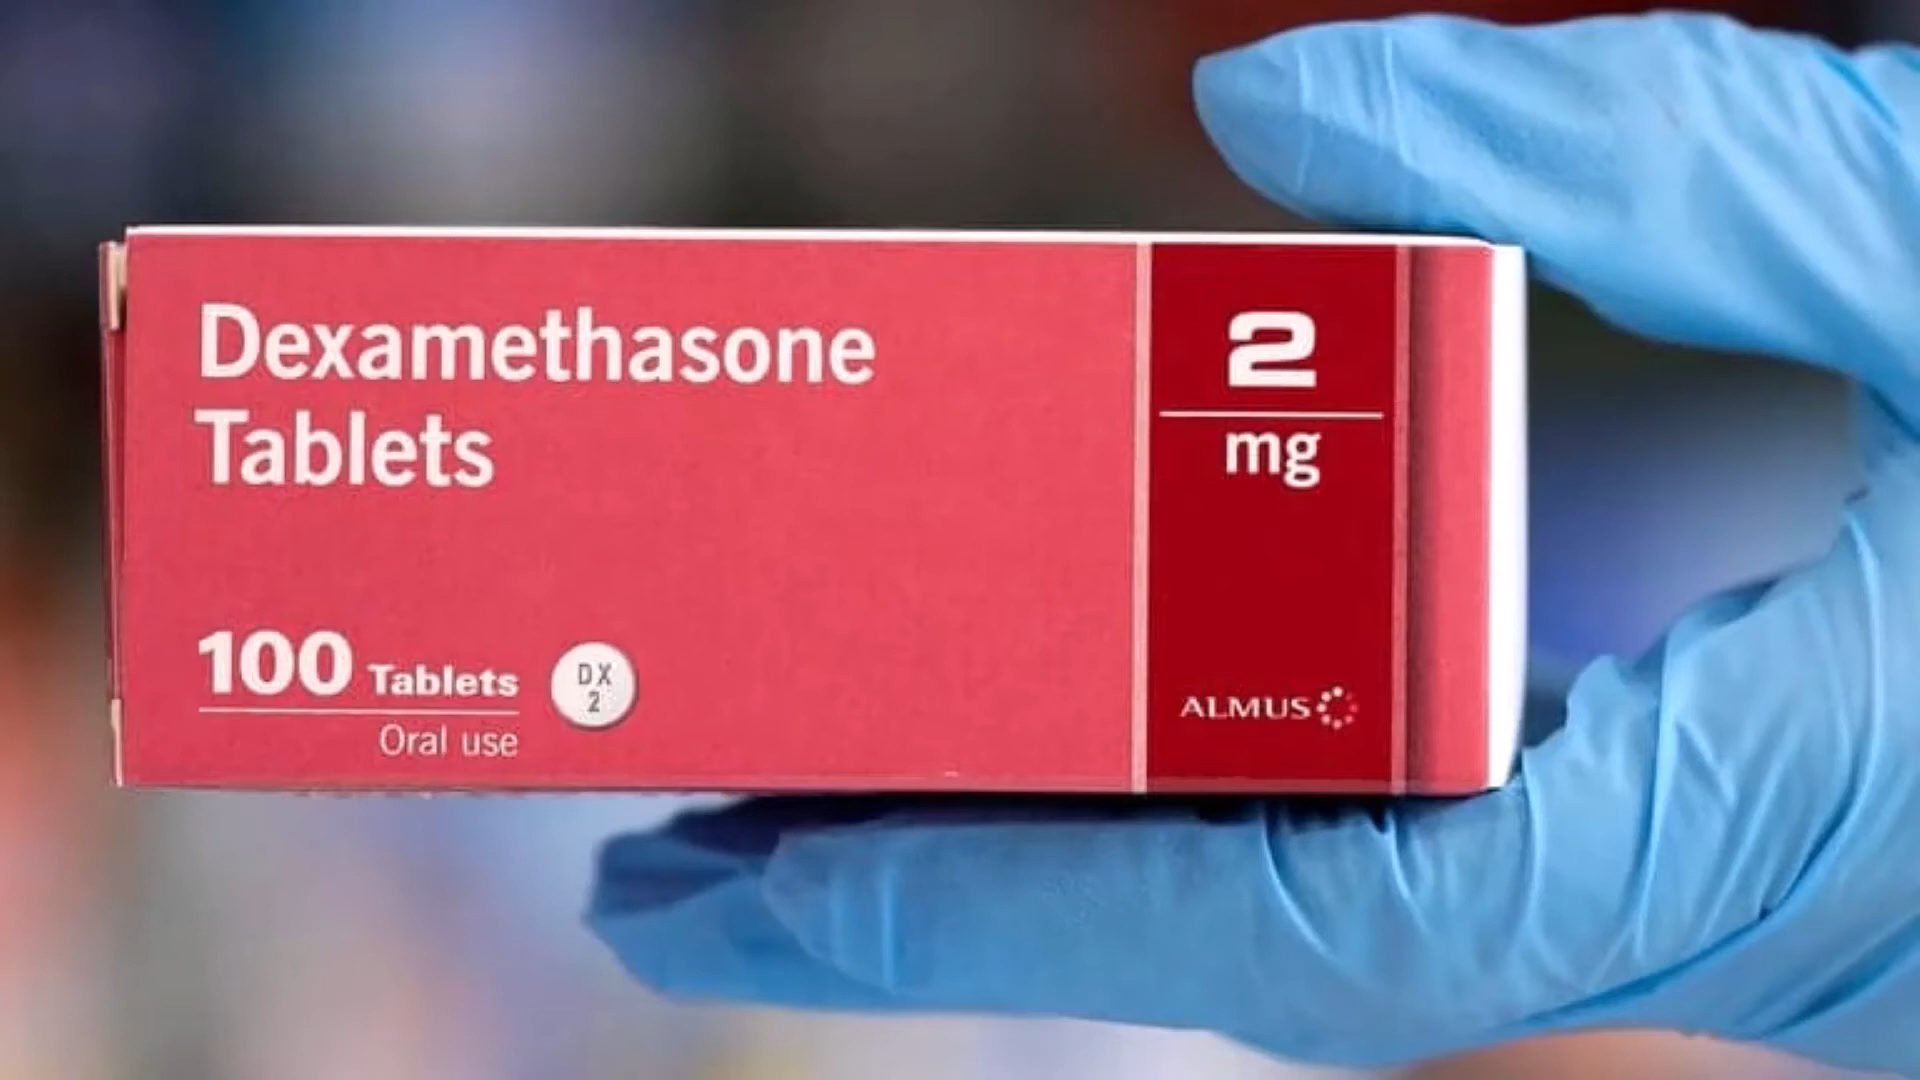 Dexamethasone
Tablets
100 Tablets
Oral use
DX
2
2
mg
ALMUS